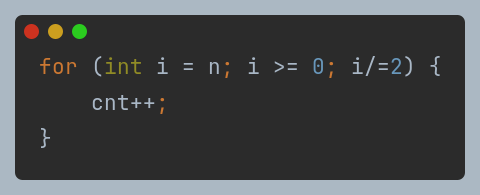 for (int i = n; i >= 0; i/=2) {
    cnt++;
}